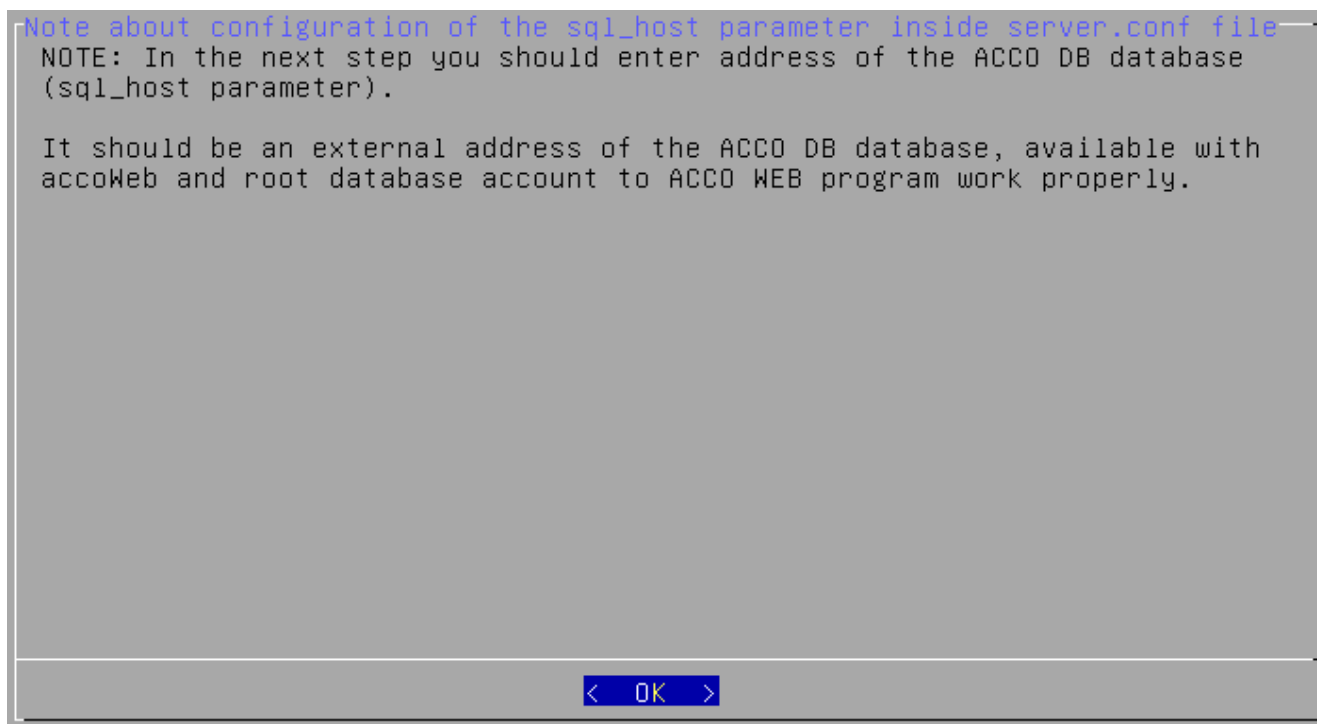 Note about configuration of the sql_host parameter inside server.conf file
NOTE: In the next step you should enter address of the ACCO DB database
(sql_host parameter).
It should be an external address of the ACCO DB database, available with
accoWeb and root database account to ACCO WEB program work properly.
< OK >